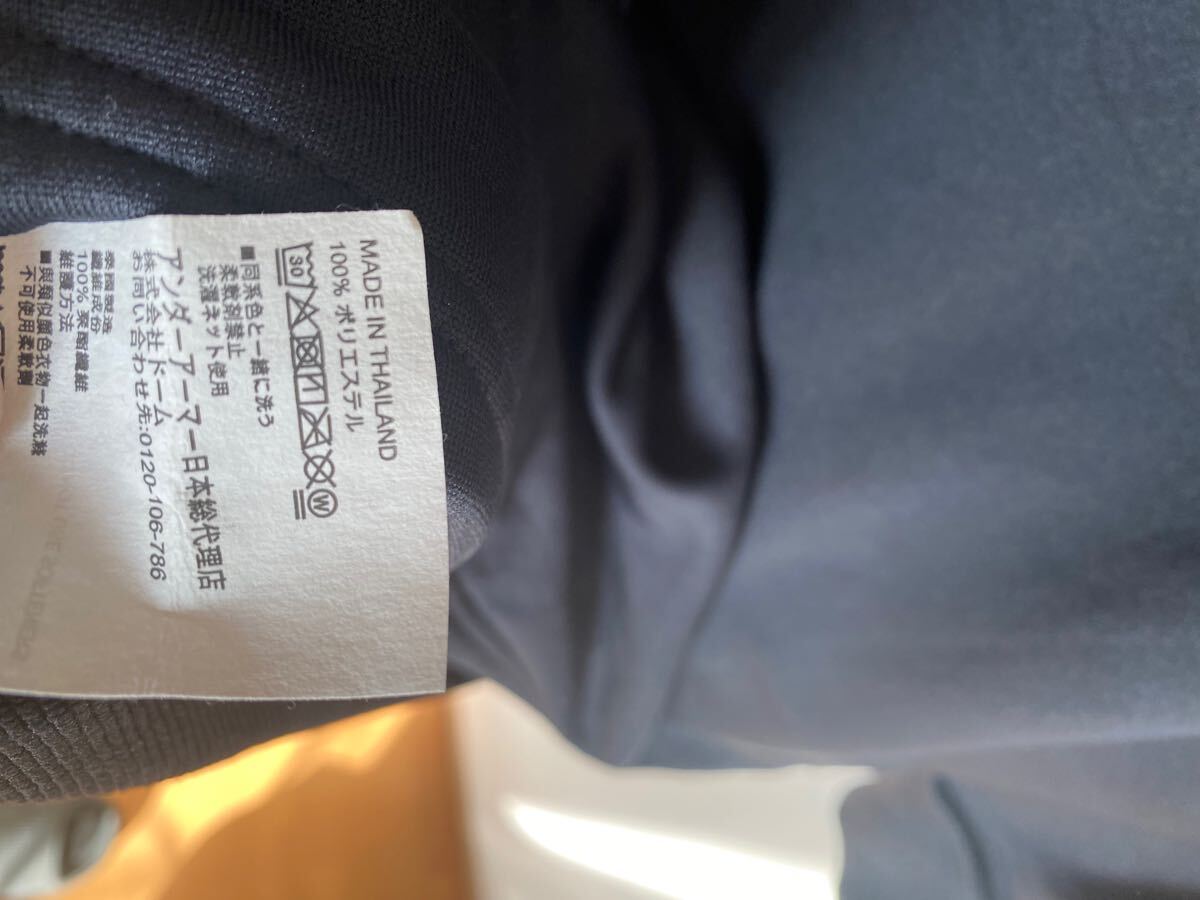 MADE IN THAILAND
100% ポリエステル
30
W
■同系色と一緒に洗う
柔軟剤禁止
洗濯ネット使用
アンダーアーマー日本総代理店
株式会社ドーム
お問い合わせ先:0120-106-786
泰國製造
纖維成份
100% 聚酯纖維
維護方法
■與類似顏色衣物一起洗滌
不可使用柔軟劑